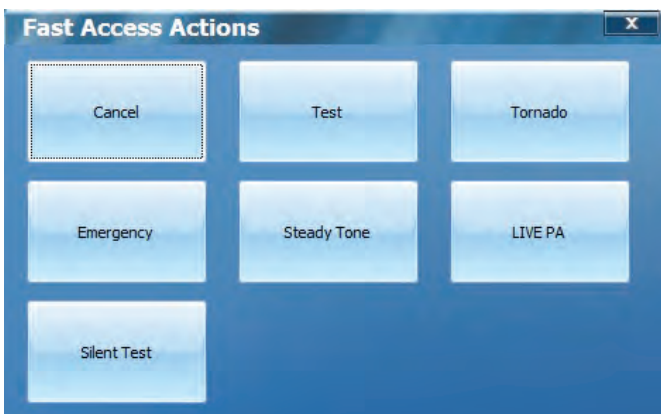 Fast Access Actions X
Cancel Test Tornado
Emergency Steady Tone LIVE PA
Silent Test